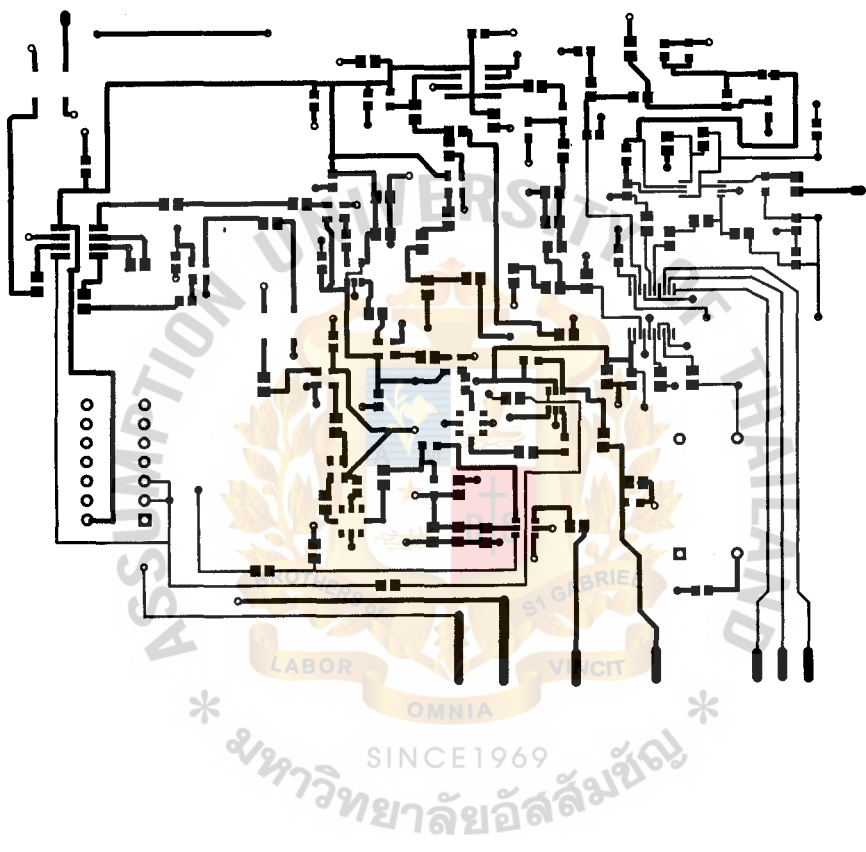 ASSUMPTION UNIVERSITY OF THAILAND
BROTHERS of
ST GABRIEL
LABOR
OMNIA
VINCIT
SINCE1969
มหาวิทยาลัยอัสสัมชัญ